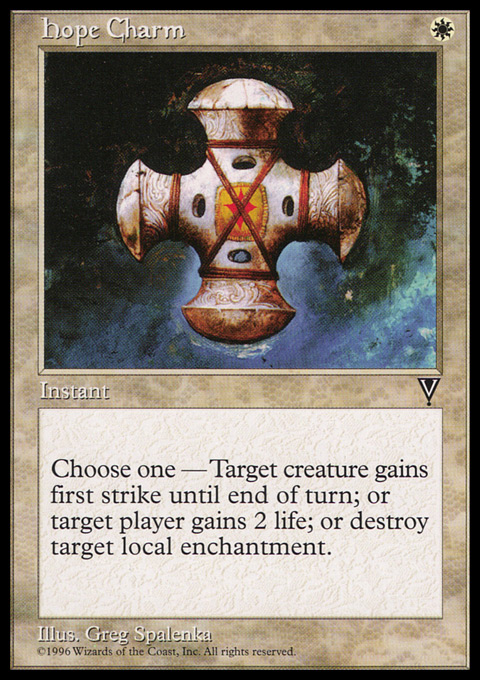 Hope Charm
Instant
Choose one — Target creature gains
first strike until end of turn; or
target player gains 2 life; or destroy
target local enchantment.
Illus. Greg Spalenka
©1996 Wizards of the Coast, Inc. All rights reserved.